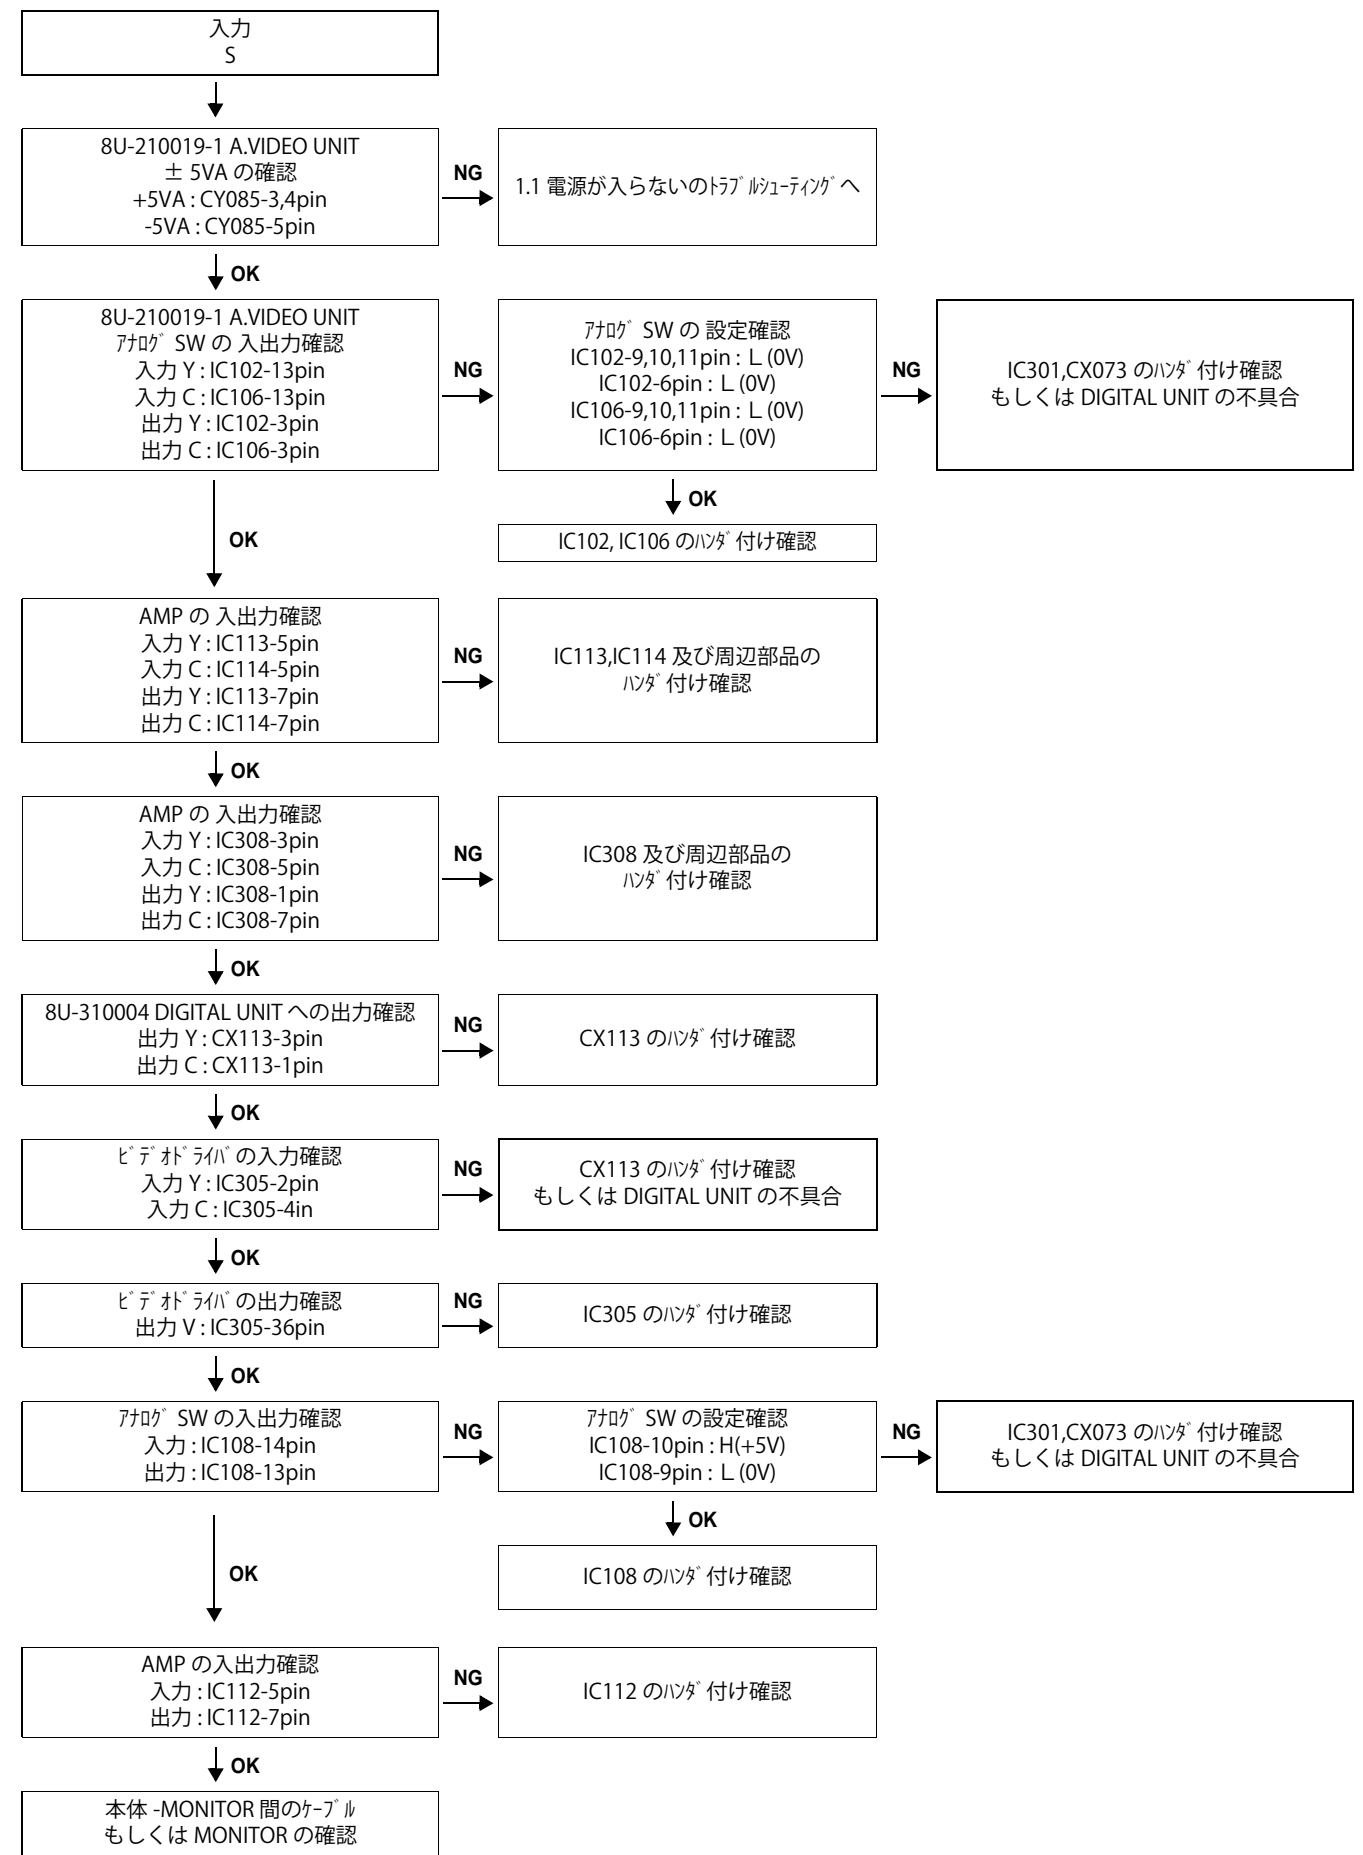 入力
S
8U-210019-1 A.VIDEO UNIT
± 5VA の確認
+5VA : CY085-3,4pin
-5VA : CY085-5pin
NG
1.1 電源が入らないのﾄﾗﾌﾞﾙｼｭｰﾃｨﾝｸﾞへ
OK
8U-210019-1 A.VIDEO UNIT
ｱﾅﾛｸﾞ SW の 入出力確認
入力 Y : IC102-13pin
入力 C : IC106-13pin
出力 Y : IC102-3pin
出力 C : IC106-3pin
NG
ｱﾅﾛｸﾞ SW の 設定確認
IC102-9,10,11pin : L (0V)
IC102-6pin : L (0V)
IC106-9,10,11pin : L (0V)
IC106-6pin : L (0V)
NG
IC301,CX073 のﾊﾝﾀﾞ付け確認
もしくは DIGITAL UNIT の不具合
OK
IC102, IC106 のﾊﾝﾀﾞ付け確認
OK
AMP の 入出力確認
入力 Y : IC113-5pin
入力 C : IC114-5pin
出力 Y : IC113-7pin
出力 C : IC114-7pin
NG
IC113,IC114 及び周辺部品の
ﾊﾝﾀﾞ付け確認
OK
AMP の 入出力確認
入力 Y : IC308-3pin
入力 C : IC308-5pin
出力 Y : IC308-1pin
出力 C : IC308-7pin
NG
IC308 及び周辺部品の
ﾊﾝﾀﾞ付け確認
OK
8U-310004 DIGITAL UNIT への出力確認
出力 Y : CX113-3pin
出力 C : CX113-1pin
NG
CX113 のﾊﾝﾀﾞ付け確認
OK
ﾋﾞﾃﾞｵﾄﾞﾗｲﾊﾞの入力確認
入力 Y : IC305-2pin
入力 C : IC305-4in
NG
CX113 のﾊﾝﾀﾞ付け確認
もしくは DIGITAL UNIT の不具合
OK
ﾋﾞﾃﾞｵﾄﾞﾗｲﾊﾞの出力確認
出力 V : IC305-36pin
NG
IC305 のﾊﾝﾀﾞ付け確認
OK
ｱﾅﾛｸﾞ SW の入出力確認
入力 : IC108-14pin
出力 : IC108-13pin
NG
ｱﾅﾛｸﾞ SW の設定確認
IC108-10pin : H(+5V)
IC108-9pin : L (0V)
NG
IC301,CX073 のﾊﾝﾀﾞ付け確認
もしくは DIGITAL UNIT の不具合
OK
IC108 のﾊﾝﾀﾞ付け確認
OK
AMP の入出力確認
入力 : IC112-5pin
出力 : IC112-7pin
NG
IC112 のﾊﾝﾀﾞ付け確認
OK
本体 -MONITOR 間のｹｰﾌﾞﾙ
もしくは MONITOR の確認